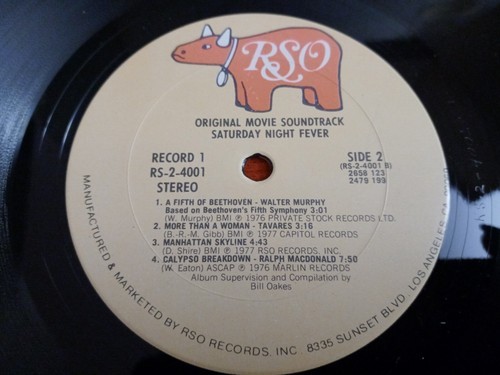 RSO
ORIGINAL MOVIE SOUNDTRACK
SATURDAY NIGHT FEVER
RECORD 1
RS-2-4001
STEREO
SIDE 2
(RS-2-4001 B)
2658 123
2479 199
1. A FIFTH OF BEETHOVEN - WALTER MURPHY
Based on Beethoven's Fifth Symphony 3:01
(W. Murphy) BMI ℗ 1976 PRIVATE STOCK RECORDS LTD.
2. MORE THAN A WOMAN - TAVARES 3:16
(B.-R.-M. Gibb) BMI ℗ 1977 CAPITOL RECORDS
3. MANHATTAN SKYLINE 4:43
(D. Shire) BMI ℗ 1977 RSO RECORDS, INC.
4. CALYPSO BREAKDOWN - RALPH MACDONALD 7:50
(W. Eaton) ASCAP ℗ 1976 MARLIN RECORDS
Album Supervision and Compilation by
Bill Oakes
MANUFACTURED & MARKETED BY RSO RECORDS, INC. 8335 SUNSET BLVD. LOS ANGELES, CA